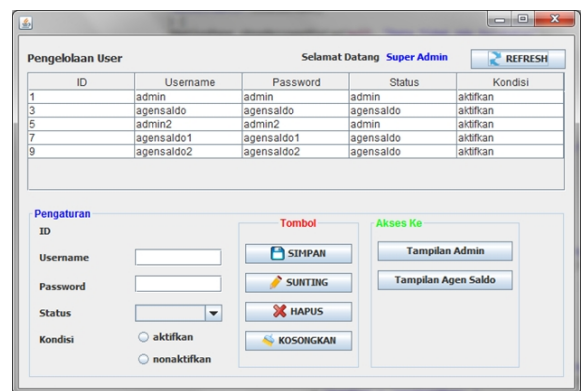 Pengelolaan User Selamat Datang Super Admin REFRESH
ID Username Password Status Kondisi
1 admin admin admin aktifkan
3 agensaldo agensaldo agensaldo aktifkan
5 admin2 admin2 admin aktifkan
7 agensaldo1 agensaldo1 agensaldo aktifkan
9 agensaldo2 agensaldo2 agensaldo aktifkan
Pengaturan
ID
Username
Password
Status
Kondisi
aktifkan
nonaktifkan
Tombol
SIMPAN
SUNTING
HAPUS
KOSONGKAN
Akses Ke
Tampilan Admin
Tampilan Agen Saldo